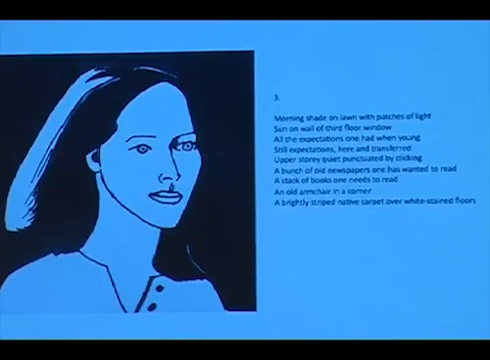 3.
Morning shade on lawn with patches of light
Sun on wall of third floor window
All the expectations one had when young
Still expectations, here and transferred
Upper storey quiet punctuated by clicking
A bunch of old newspapers one has wanted to read
A stack of books one needs to read
An old armchair in a corner
A brightly striped native carpet over white-stained floors